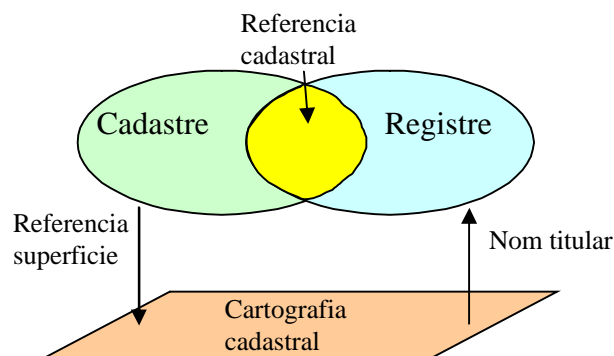 Referencia
cadastral
Cadastre
Registre
Referencia
superficie
Nom titular
Cartografia
cadastral